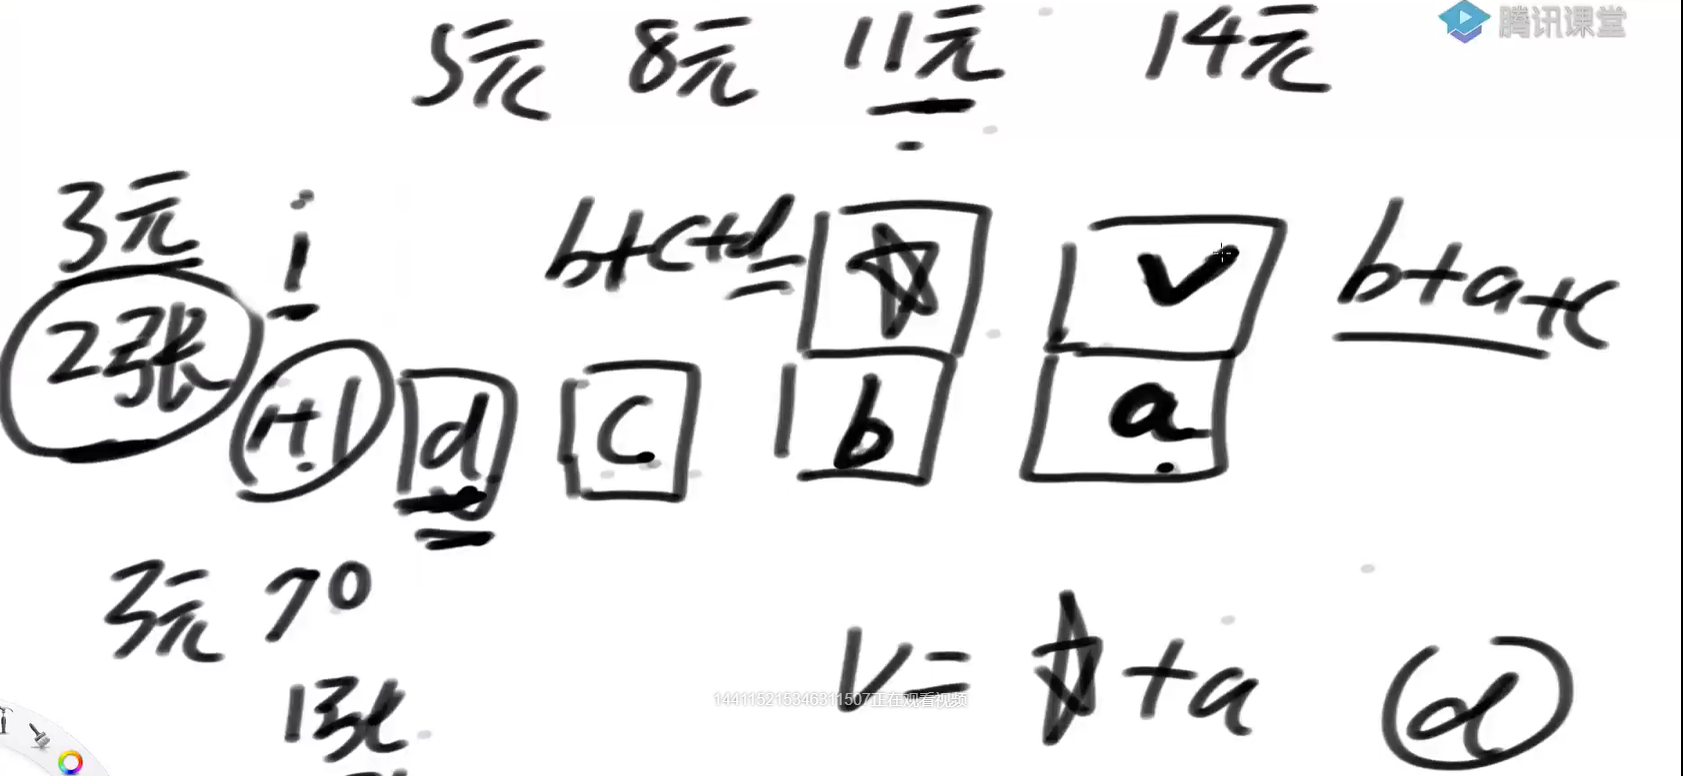 5元 8元 11元 14元
腾讯课堂
3元 i b+c+d= ☆ ✓ b+a+c
2张 i+1 d c b a
3元 70
1张
V= ☆+a d
144115215346311507正在观看视频